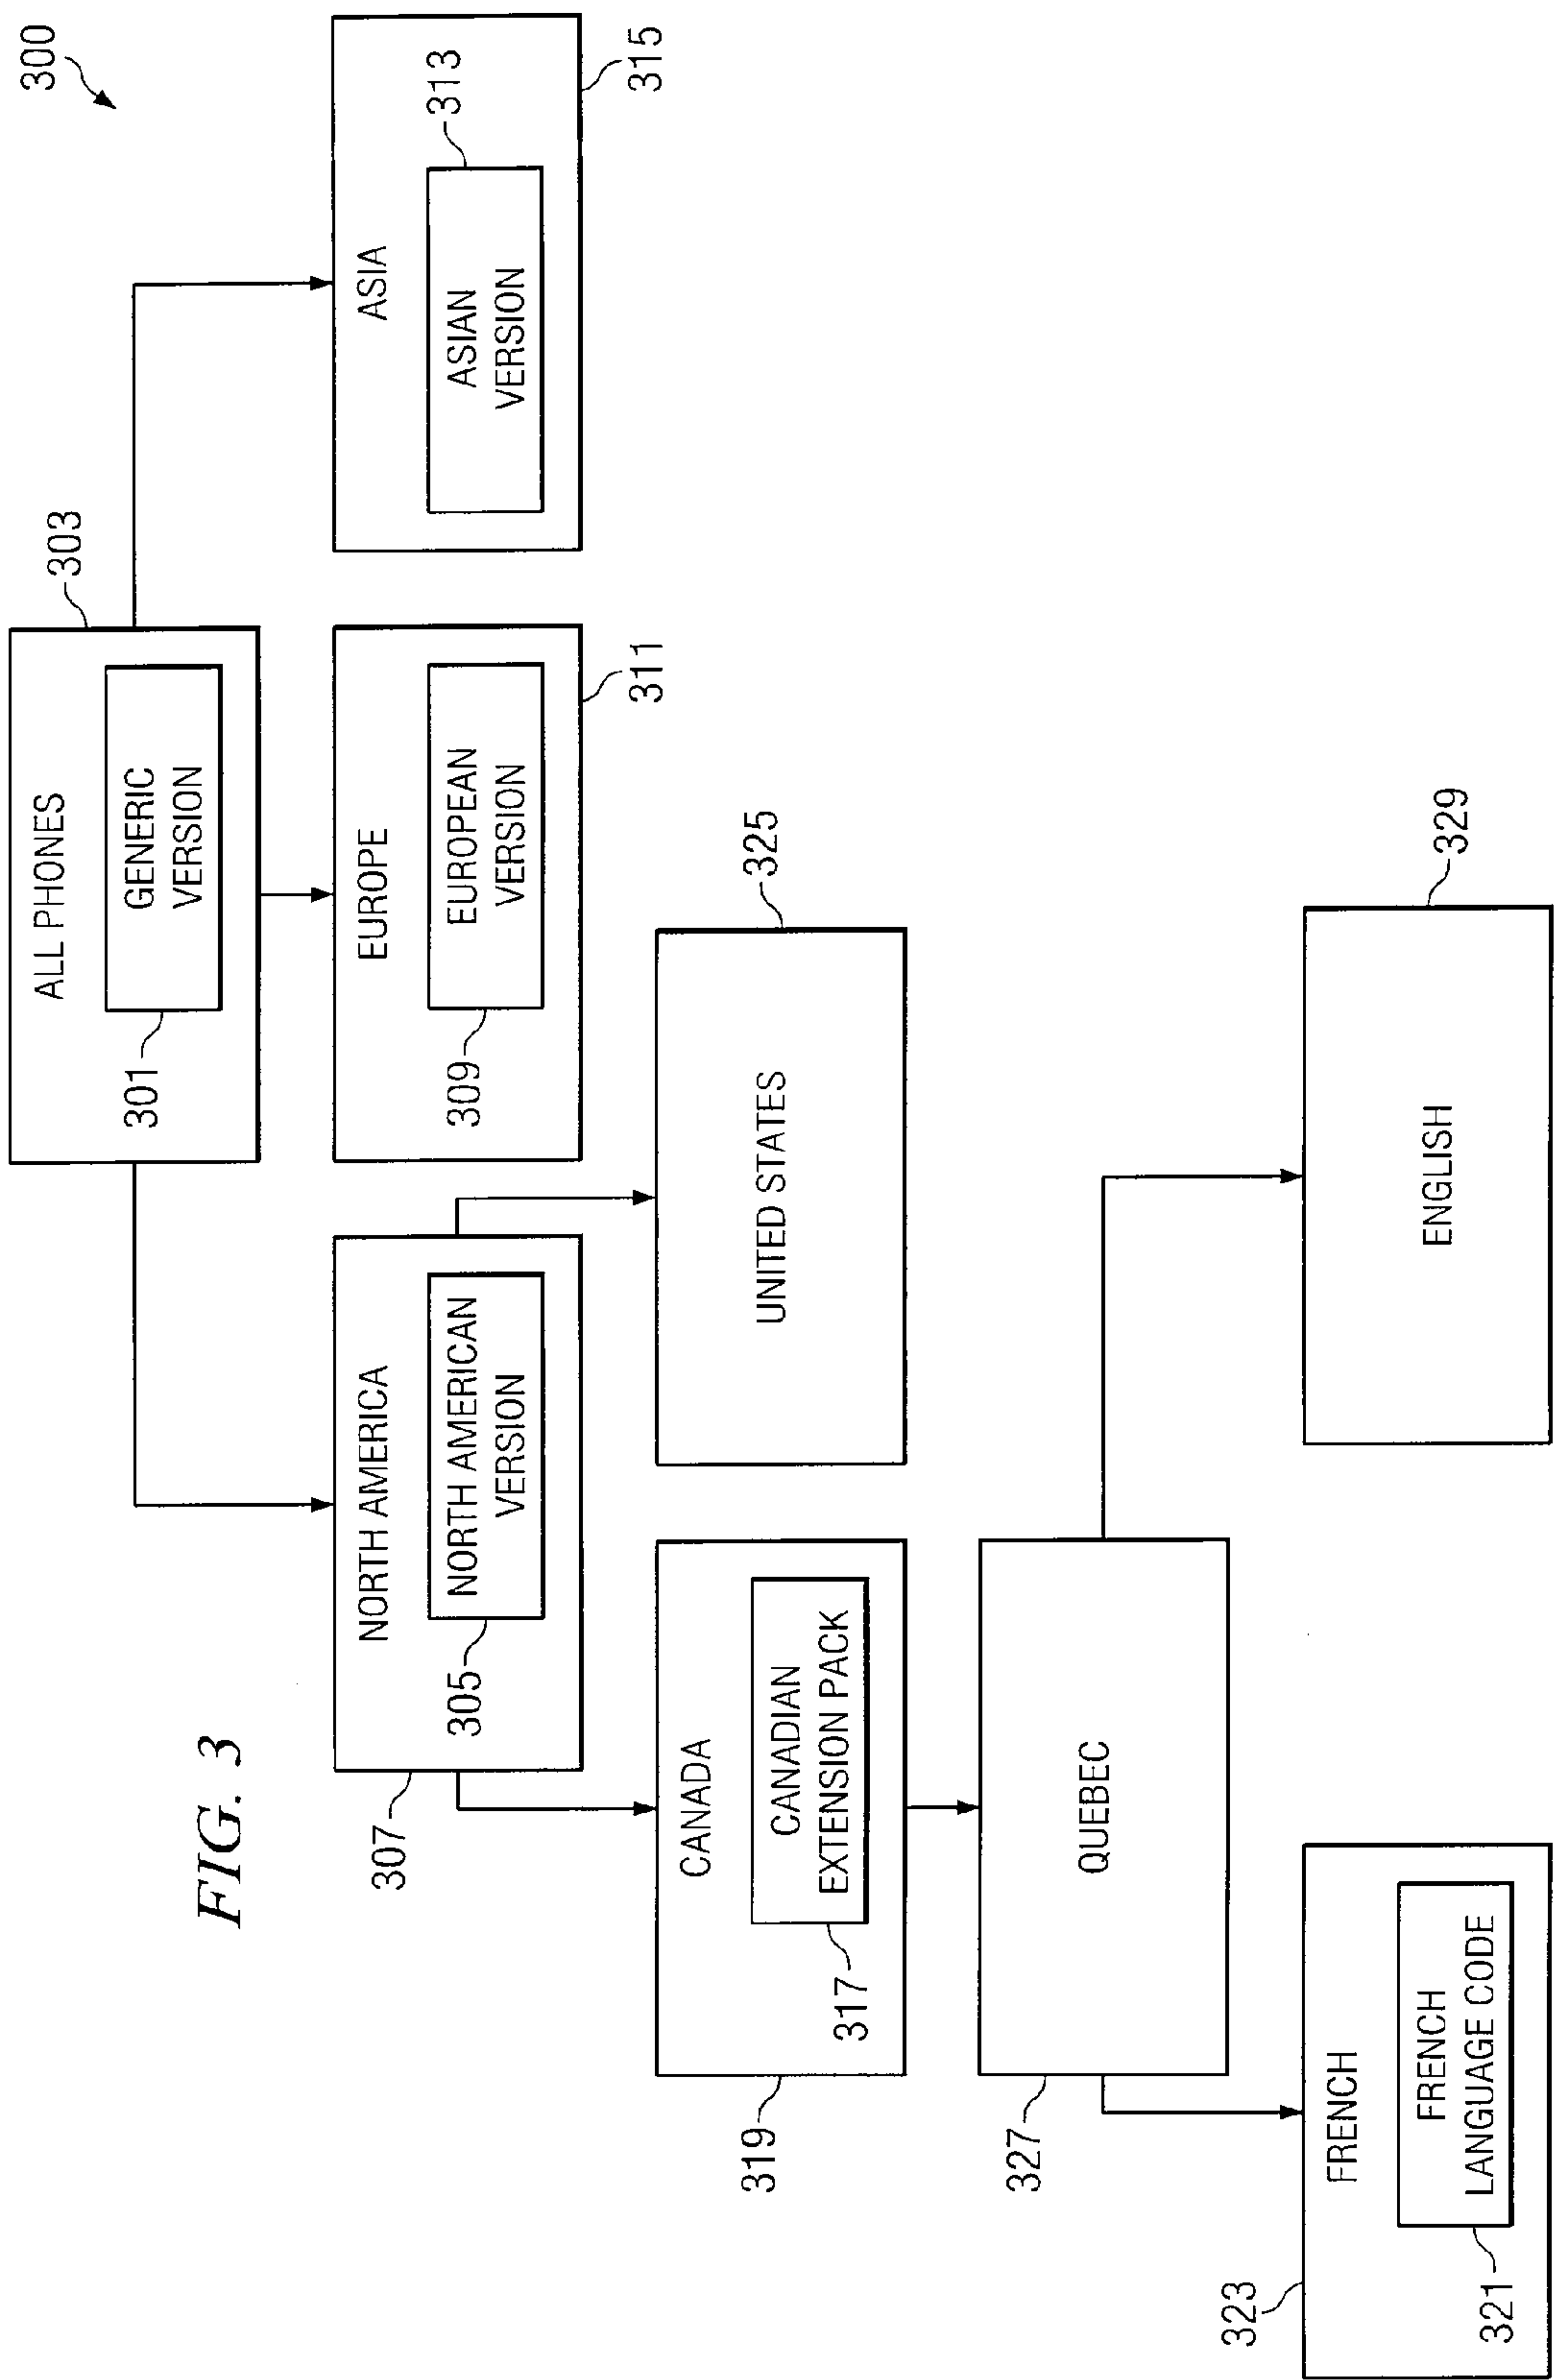 FIG. 3
300
ALL PHONES
303
GENERIC
VERSION
301
NORTH AMERICA
NORTH AMERICAN
VERSION
305
307
EUROPE
EUROPEAN
VERSION
309
311
ASIA
ASIAN
VERSION
313
315
CANADA
CANADIAN
EXTENSION PACK
317
319
UNITED STATES
325
QUEBEC
327
FRENCH
FRENCH
LANGUAGE CODE
321
323
ENGLISH
329